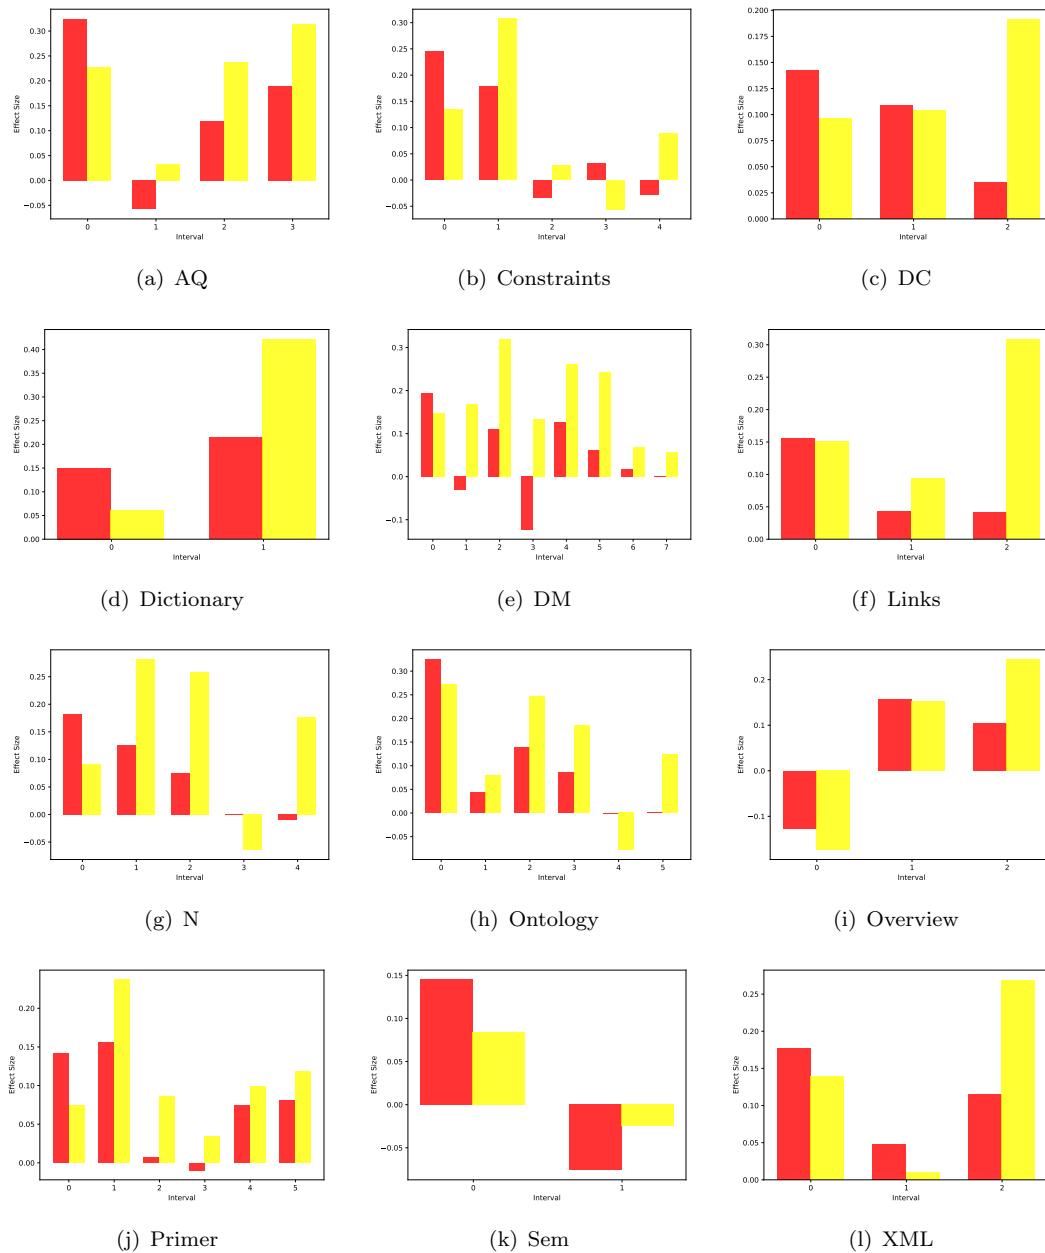 0.30
0.25
0.20
0.15
0.10
0.05
0.00
−0.05
Effect Size
0 1 2 3
Interval
(a) AQ
0.30
0.25
0.20
0.15
0.10
0.05
0.00
−0.05
Effect Size
0 1 2 3 4
Interval
(b) Constraints
0.200
0.175
0.150
0.125
0.100
0.075
0.050
0.025
0.000
Effect Size
0 1 2
Interval
(c) DC
0.40
0.35
0.30
0.25
0.20
0.15
0.10
0.05
0.00
Effect Size
0 1
Interval
(d) Dictionary
0.3
0.2
0.1
0.0
−0.1
Effect Size
0 1 2 3 4 5 6 7
Interval
(e) DM
0.30
0.25
0.20
0.15
0.10
0.05
0.00
Effect Size
0 1 2
Interval
(f) Links
0.25
0.20
0.15
0.10
0.05
0.00
−0.05
Effect Size
0 1 2 3 4
Interval
(g) N
0.30
0.25
0.20
0.15
0.10
0.05
0.00
−0.05
Effect Size
0 1 2 3 4 5
Interval
(h) Ontology
0.2
0.1
0.0
−0.1
Effect Size
0 1 2
Interval
(i) Overview
0.20
0.15
0.10
0.05
0.00
Effect Size
0 1 2 3 4 5
Interval
(j) Primer
0.15
0.10
0.05
0.00
−0.05
Effect Size
0 1
Interval
(k) Sem
0.25
0.20
0.15
0.10
0.05
0.00
Effect Size
0 1 2
Interval
(l) XML